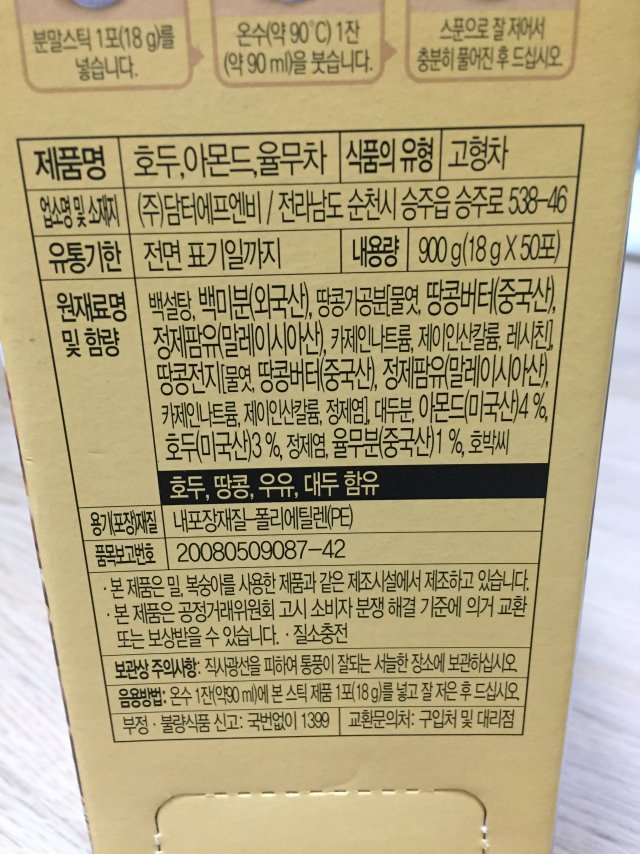 분말스틱 1포(18 g)를
넣습니다.
온수(약 90℃) 1잔
(약 90 ml)을 붓습니다.
스푼으로 잘 저어서
충분히 풀어진 후 드십시오.
제품명 호두,아몬드,율무차 식품의 유형 고형차
업소명 및 소재지 (주)담터에프엔비 / 전라남도 순천시 승주읍 승주로 538-46
유통기한 전면 표기일까지 내용량 900 g(18 g X 50포)
원재료명 백설탕, 백미분(외국산), 땅콩가공분[물엿, 땅콩버터(중국산),
및 함량 정제팜유(말레이시아산), 카제인나트륨, 제이인산칼륨, 레시친],
땅콩전지[물엿, 땅콩버터(중국산), 정제팜유(말레이시아산),
카제인나트륨, 제이인산칼륨, 정제염], 대두분, 아몬드(미국산)4 %,
호두(미국산)3 %, 정제염, 율무분(중국산)1 %, 호박씨
호두, 땅콩, 우유, 대두 함유
용기(포장)재질 내포장재질-폴리에틸렌(PE)
품목보고번호 20080509087-42
· 본 제품은 밀, 복숭아를 사용한 제품과 같은 제조시설에서 제조하고 있습니다.
· 본 제품은 공정거래위원회 고시 소비자 분쟁 해결 기준에 의거 교환
또는 보상받을 수 있습니다. · 질소충전
보관상 주의사항: 직사광선을 피하여 통풍이 잘되는 서늘한 장소에 보관하십시오.
음용방법: 온수 1잔(약90 ml)에 본 스틱 제품 1포(18 g)를 넣고 잘 저은 후 드십시오.
부정 · 불량식품 신고: 국번없이 1399 교환문의처: 구입처 및 대리점